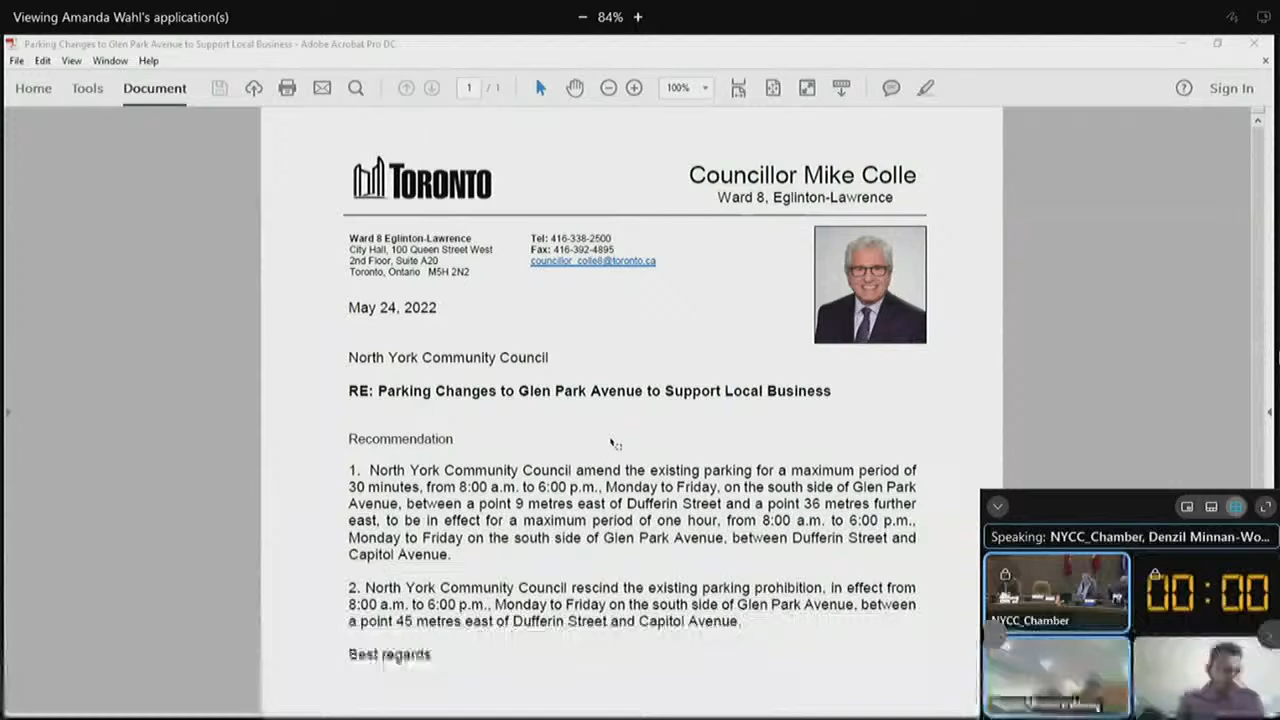 Viewing Amanda Wahl's application(s)
− 84% +
Parking Changes to Glen Park Avenue to Support Local Business - Adobe Acrobat Pro DC
File Edit View Window Help
Home Tools Document 1 / 1 100% Sign In
TORONTO
Councillor Mike Colle
Ward 8, Eglinton-Lawrence
Ward 8 Eglinton-Lawrence
City Hall, 100 Queen Street West
2nd Floor, Suite A20
Toronto, Ontario M5H 2N2
Tel: 416-338-2500
Fax: 416-392-4895
councillor_colle8@toronto.ca
May 24, 2022
North York Community Council
RE: Parking Changes to Glen Park Avenue to Support Local Business
Recommendation
1. North York Community Council amend the existing parking for a maximum period of
30 minutes, from 8:00 a.m. to 6:00 p.m., Monday to Friday, on the south side of Glen Park
Avenue, between a point 9 metres east of Dufferin Street and a point 36 metres further
east, to be in effect for a maximum period of one hour, from 8:00 a.m. to 6:00 p.m.,
Monday to Friday on the south side of Glen Park Avenue, between Dufferin Street and
Capitol Avenue.
2. North York Community Council rescind the existing parking prohibition, in effect from
8:00 a.m. to 6:00 p.m., Monday to Friday on the south side of Glen Park Avenue, between
a point 45 metres east of Dufferin Street and Capitol Avenue.
Best regards
Speaking: NYCC_Chamber, Denzil Minnan-Wo...
00:00
NYCC_Chamber